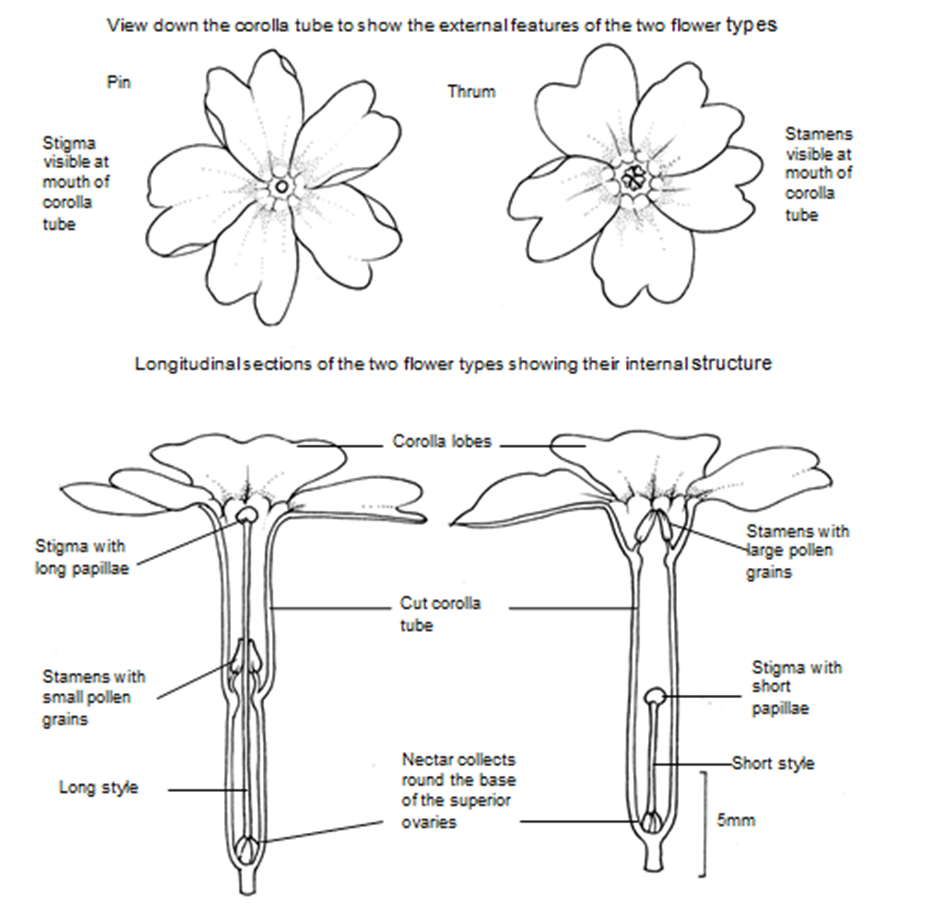 View down the corolla tube to show the external features of the two flower types
Pin
Thrum
Stigma
visible at
mouth of
corolla
tube
Stamens
visible at
mouth of
corolla
tube
Longitudinal sections of the two flower types showing their internal structure
Corolla lobes
Stigma with
long papillae
Stamens with
large pollen
grains
Cut corolla
tube
Stamens with
small pollen
grains
Stigma with
short
papillae
Long style
Nectar collects
round the base
of the superior
ovaries
Short style
5mm